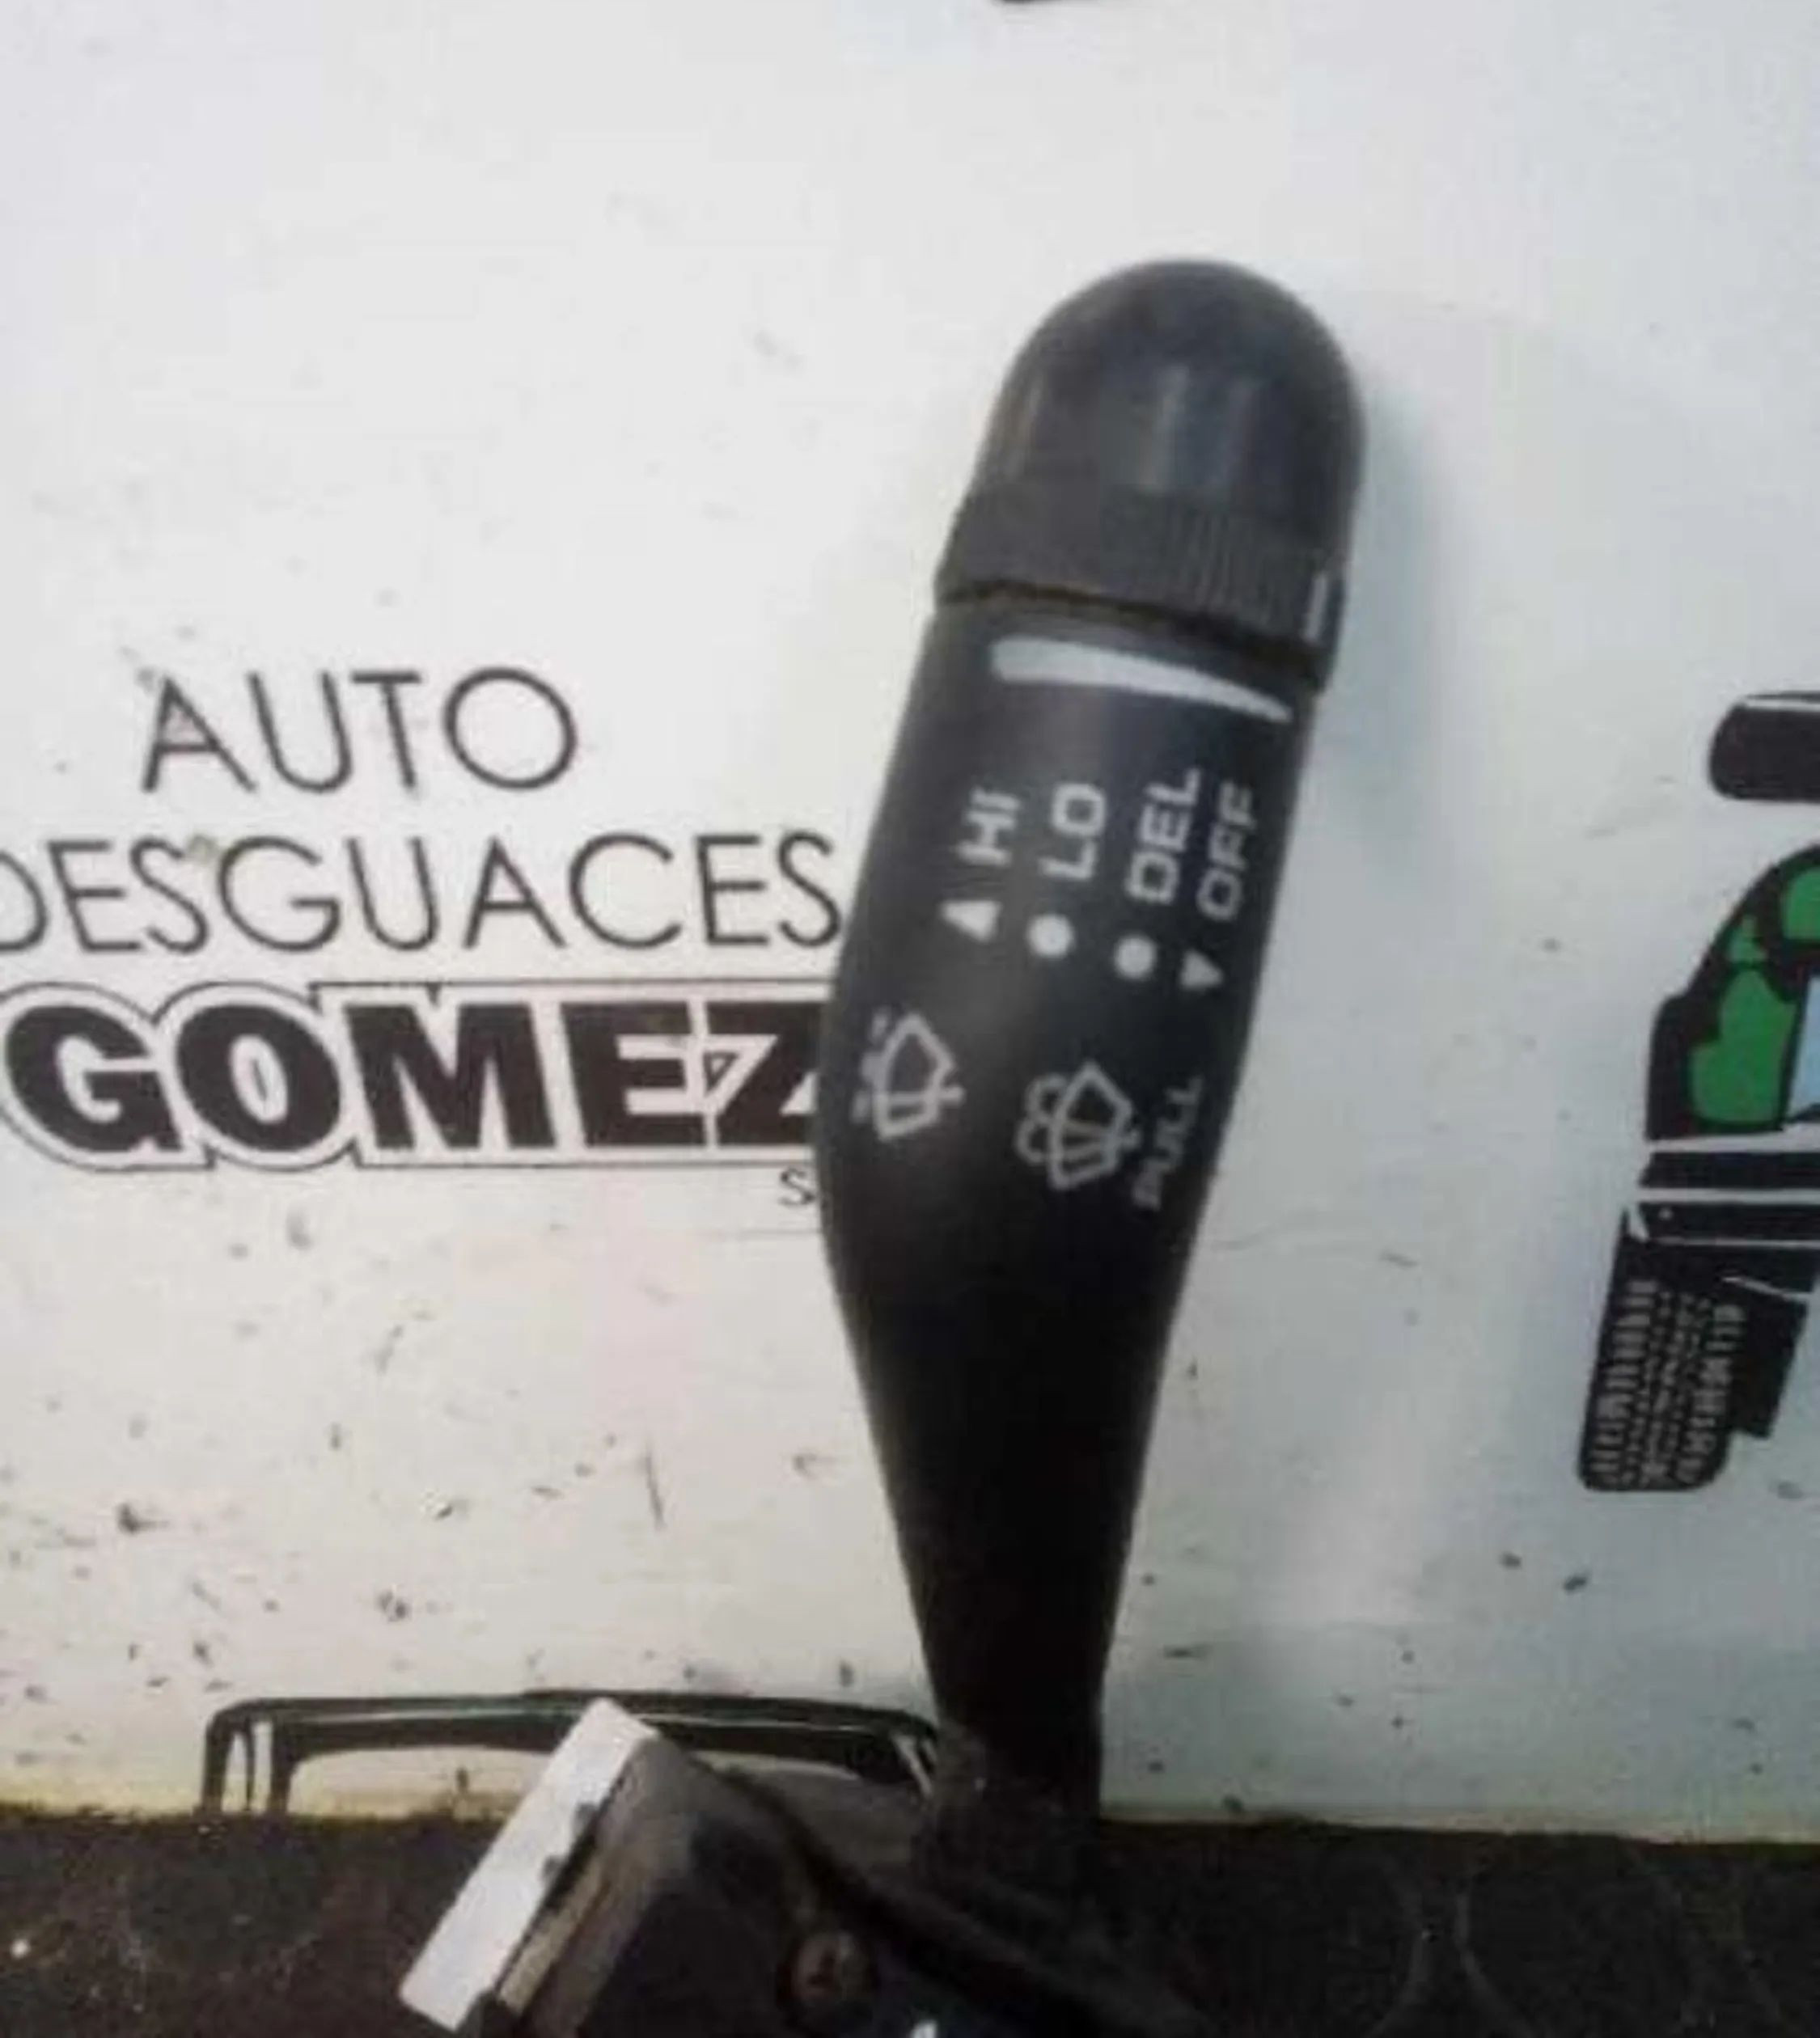 AUTO
DESGUACES
GOMEZ
S
HI
LO
DEL
OFF
PULL